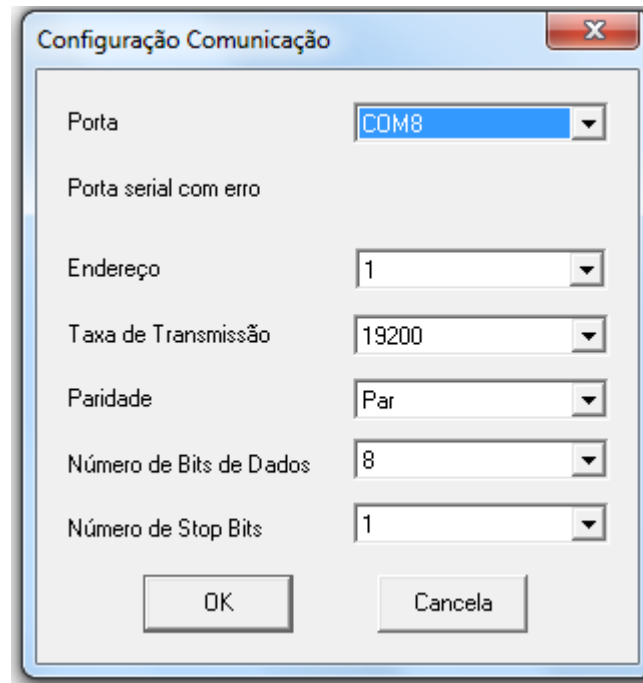 Configuração Comunicação
Porta COM8
Porta serial com erro
Endereço 1
Taxa de Transmissão 19200
Paridade Par
Número de Bits de Dados 8
Número de Stop Bits 1
OK Cancela